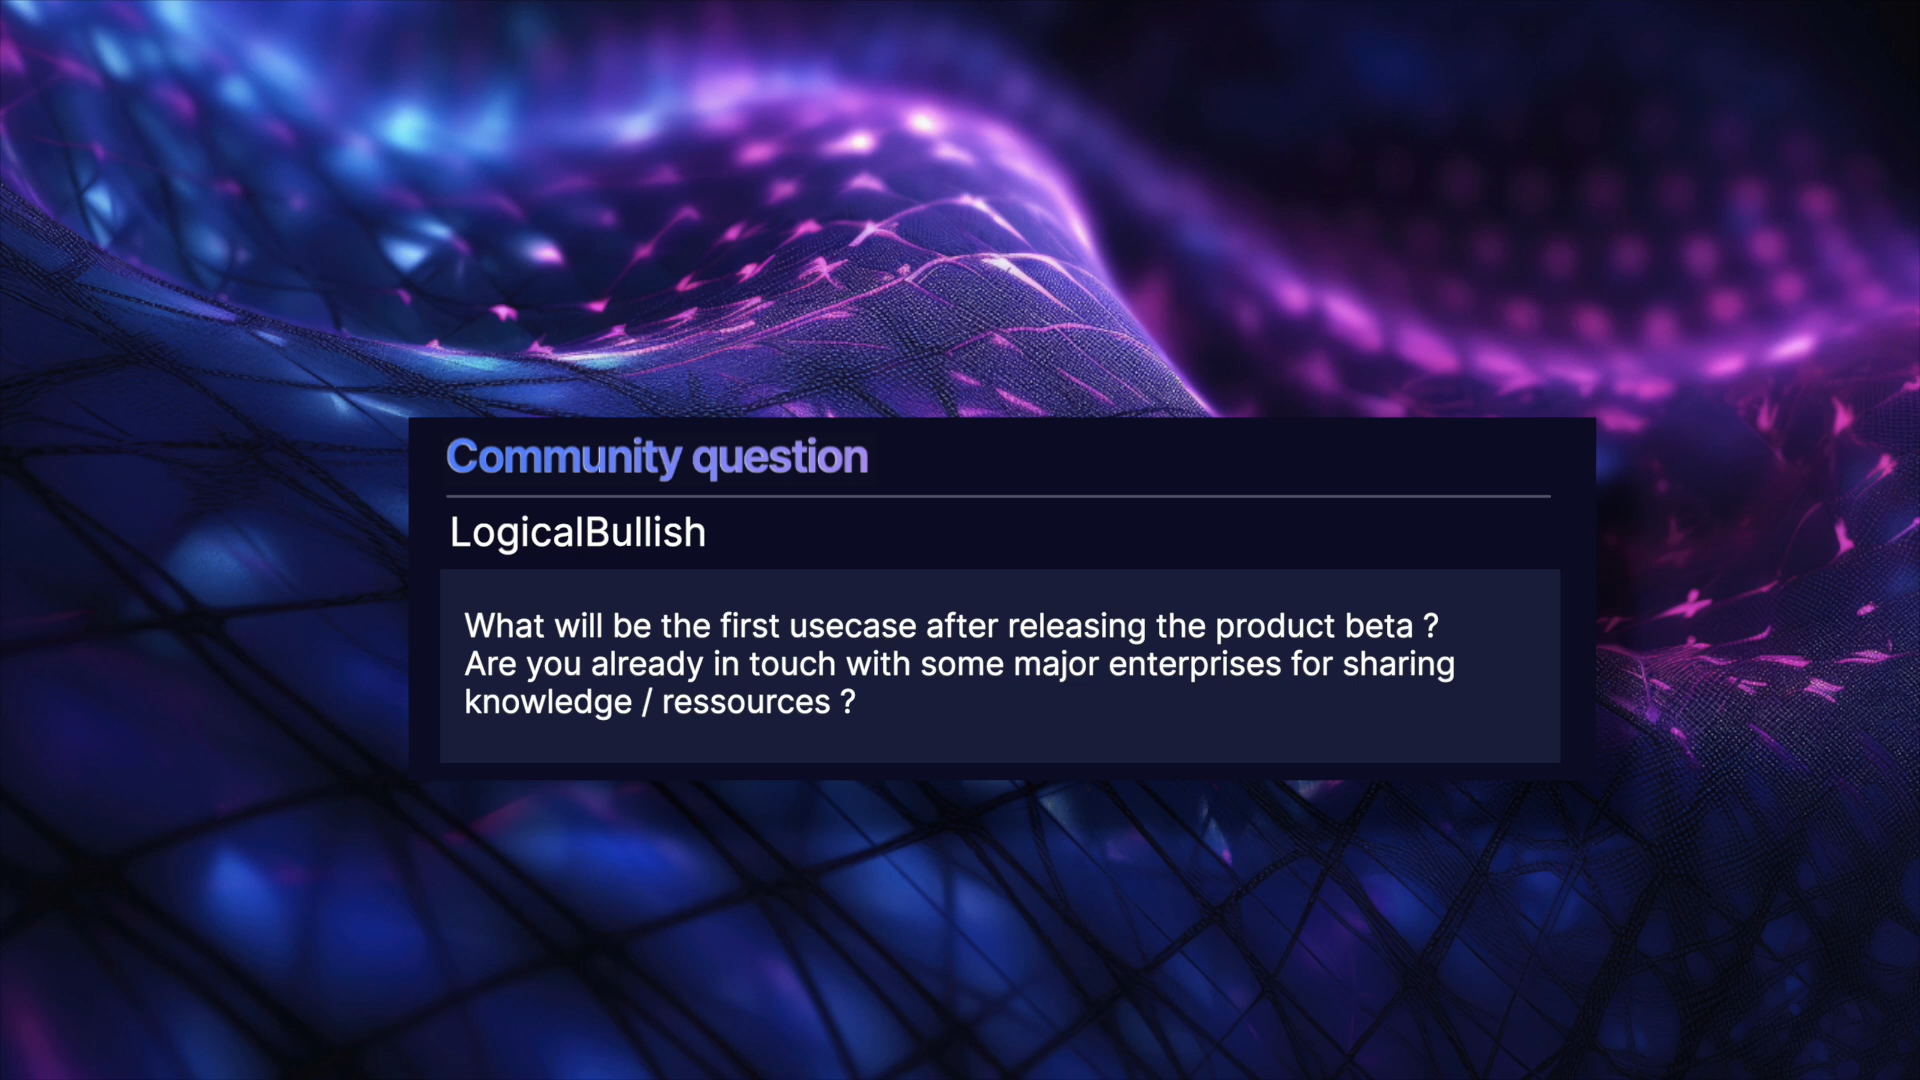 Community question
LogicalBullish
What will be the first usecase after releasing the product beta ?
Are you already in touch with some major enterprises for sharing
knowledge / ressources ?